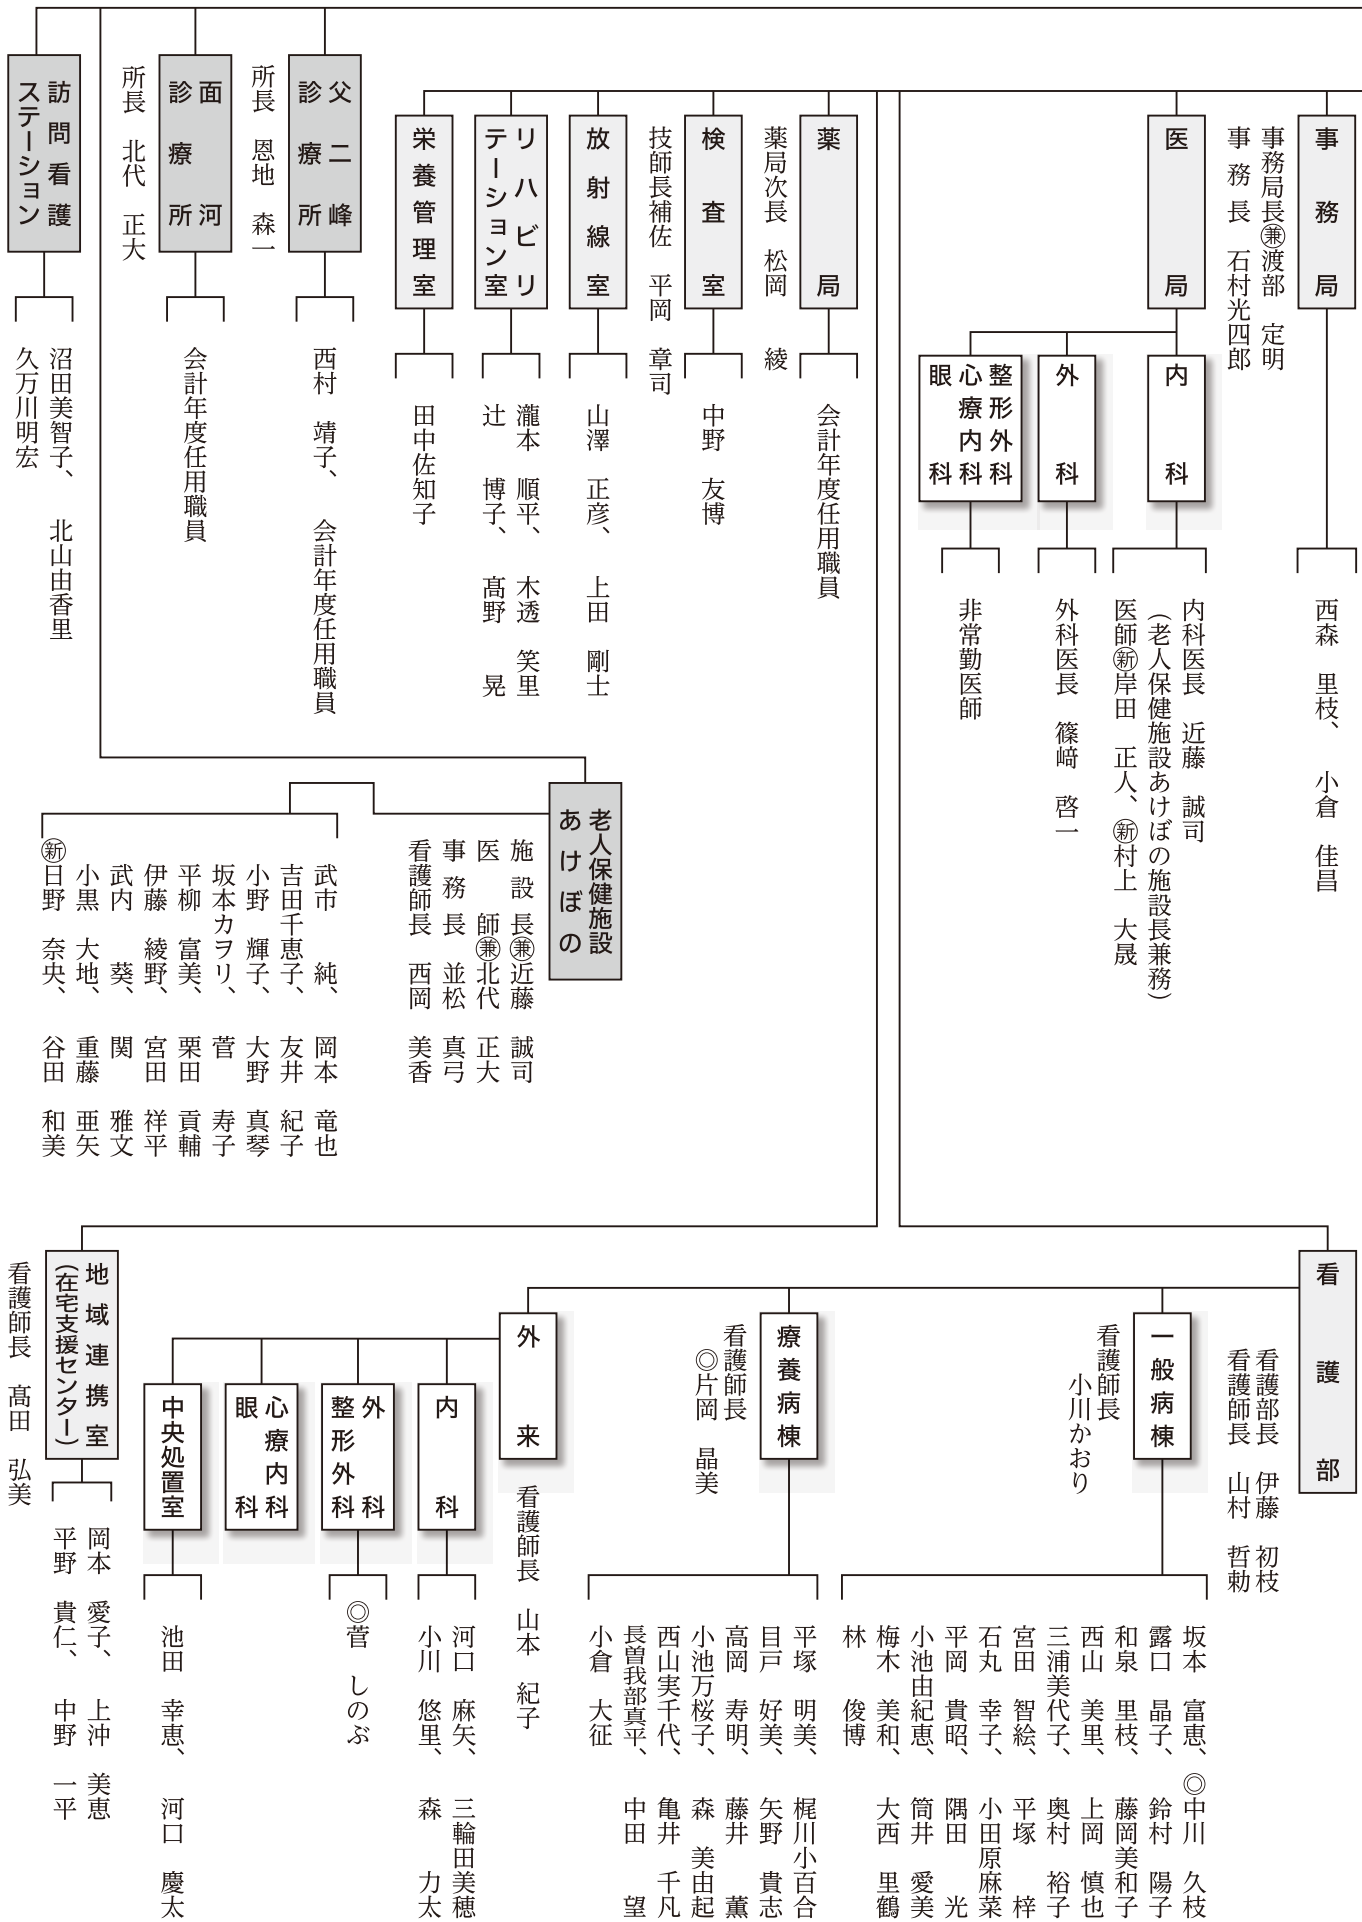 事務局
事務局長㊒渡部 定明
事務長 石村光四郎
西森 里枝、 小倉 佳昌
医局
内科
内科医長 近藤 誠司
（老人保健施設あけぼの施設長兼務）
医師㊟岸田 正人、㊟村上 大晟
外科
外科医長 篠﨑 啓一
整形外科
心療内科
眼科
非常勤医師
薬局
薬局次長 松岡 綾
会計年度任用職員
検査室
技師長補佐 平岡 章司
中野 友博
放射線室
山澤 正彦、 上田 剛士
リハビリ
テーション室
瀧本 順平、 木透 笑里
辻 博子、 髙野 晃
栄養管理室
田中佐知子
父二峰
診療所
所長 恩地 森一
西村 靖子、 会計年度任用職員
面河
診療所
所長 北代 正大
会計年度任用職員
訪問看護
ステーション
沼田美智子、 北山由香里
久万川明宏
老人保健施設
あけぼの
施設長(兼)近藤 誠司
医師(兼)北代 正大
事務長 並松 真弓
看護師長 西岡 美香
武市 純、 岡本 竜也
吉田千恵子、 友井 紀子
小野 輝子、 大野 真琴
坂本カヲリ、 菅 寿子
平柳 富美、 栗田 貢輔
伊藤 綾野、 宮田 祥平
武内 葵、 関 雅文
小黒 大地、 重藤 亜矢
(新)日野 奈央、 谷田 和美
看護部
看護部長 伊藤 初枝
看護師長 山村 哲勅
一般病棟
看護師長
小川かおり
坂本 富恵、◎中川 久枝
露口 晶子、 鈴村 陽子
和泉 里枝、 藤岡美和子
西山 美里、 上岡 慎也
三浦美代子、 奥村 裕子
宮田 智絵、 平塚 梓
石丸 幸子、 小田原麻菜
平岡 貴昭、 隅田 光
小池由紀恵、 筒井 愛美
梅木 美和、 大西 里鶴
林 俊博
療養病棟
看護師長
◎片岡 晶美
平塚 明美、 梶川小百合
目戸 好美、 矢野 貴志
高岡 寿明、 藤井 薫
小池万桜子、 森 美由起
西山実千代、 亀井 千凡
長曽我部真平、 中田 望
小倉 大征
外来
看護師長 山本 紀子
内科
河口 麻矢、 三輪田美穂
小川 悠里、 森 力太
外科
整形外科
◎菅 しのぶ
心療内科
眼科
中央処置室
池田 幸恵、 河口 慶太
地域連携室
（在宅支援センター）
看護師長 髙田 弘美
岡本 愛子、 上沖 美恵
平野 貴仁、 中野 一平